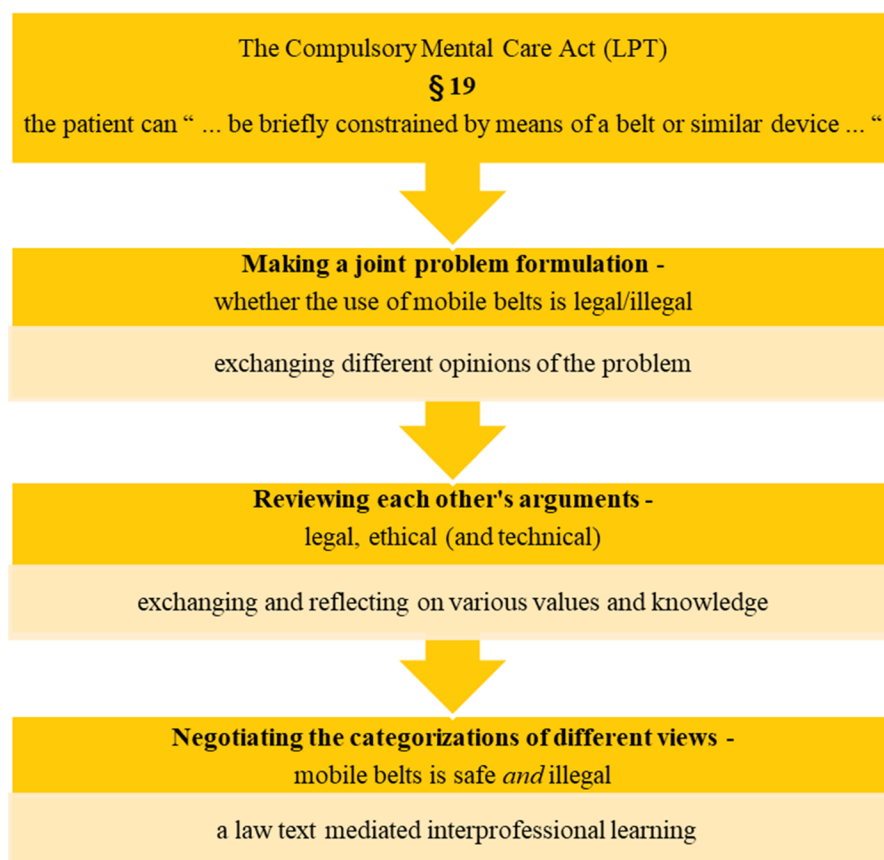 The Compulsory Mental Care Act (LPT)
§ 19
the patient can “ ... be briefly constrained by means of a belt or similar device ... “
Making a joint problem formulation -
whether the use of mobile belts is legal/illegal
exchanging different opinions of the problem
Reviewing each other's arguments -
legal, ethical (and technical)
exchanging and reflecting on various values and knowledge
Negotiating the categorizations of different views -
mobile belts is safe and illegal
a law text mediated interprofessional learning